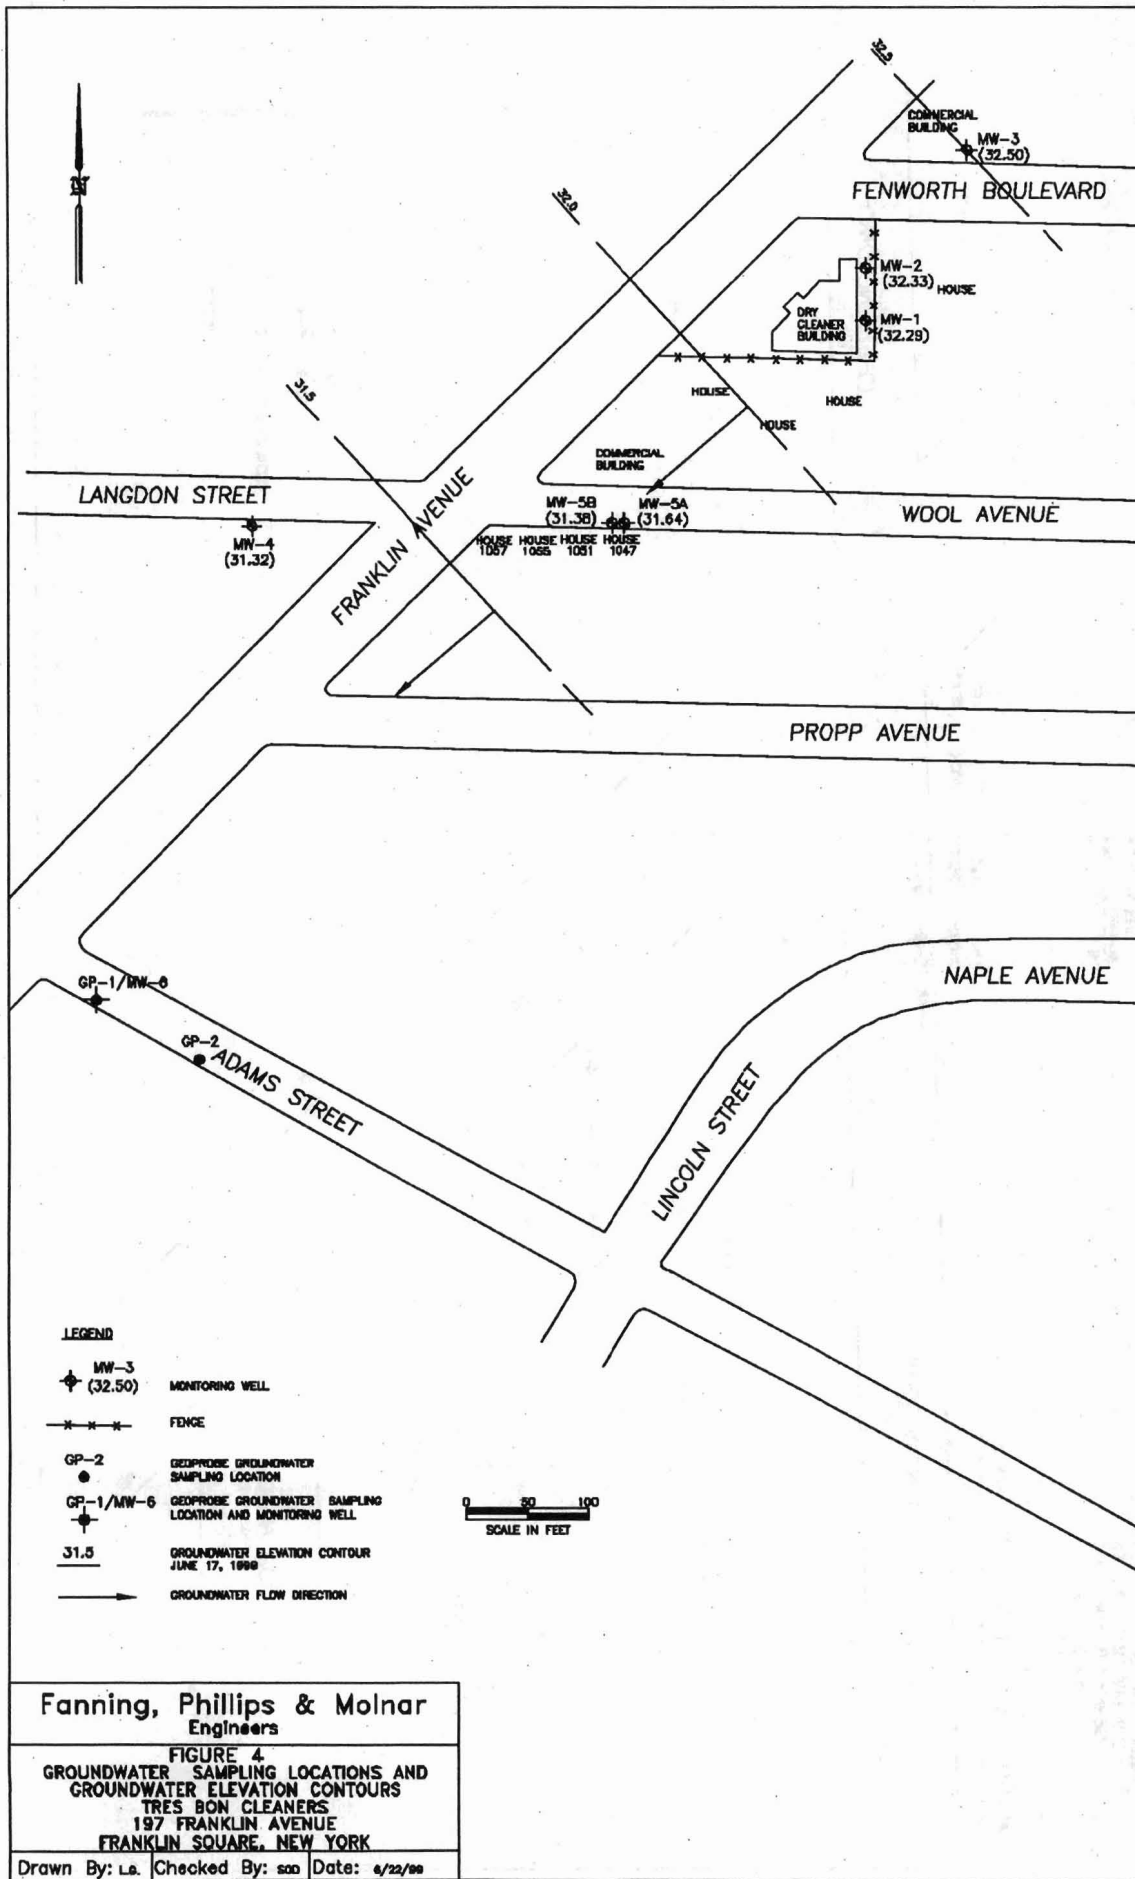 32.5
COMMERCIAL
BUILDING
MW-3
(32.50)
FENWORTH BOULEVARD
32.0
MW-2
(32.33)
HOUSE
DRY
CLEANER
BUILDING
MW-1
(32.29)
31.5
HOUSE
HOUSE
HOUSE
COMMERCIAL
BUILDING
LANGDON STREET
FRANKLIN AVENUE
MW-5B
(31.38)
MW-5A
(31.64)
WOOL AVENUE
MW-4
(31.32)
HOUSE
1057
HOUSE
1055
HOUSE
1051
HOUSE
1047
PROPP AVENUE
NAPLE AVENUE
GP-1/MW-6
GP-2
ADAMS STREET
LINCOLN STREET
LEGEND
MW-3
(32.50)
MONITORING WELL
FENCE
GP-2
GEOPROBE GROUNDWATER
SAMPLING LOCATION
GP-1/MW-6
GEOPROBE GROUNDWATER SAMPLING
LOCATION AND MONITORING WELL
31.5
GROUNDWATER ELEVATION CONTOUR
JUNE 17,
GROUNDWATER FLOW DIRECTION
0 50 100
SCALE IN FEET
Fanning, Phillips & Molnar
Engineers
FIGURE 4
GROUNDWATER SAMPLING LOCATIONS AND
GROUNDWATER ELEVATION CONTOURS
TRES BON CLEANERS
197 FRANKLIN AVENUE
FRANKLIN SQUARE, NEW YORK
Drawn By: L.G. Checked By: Date: